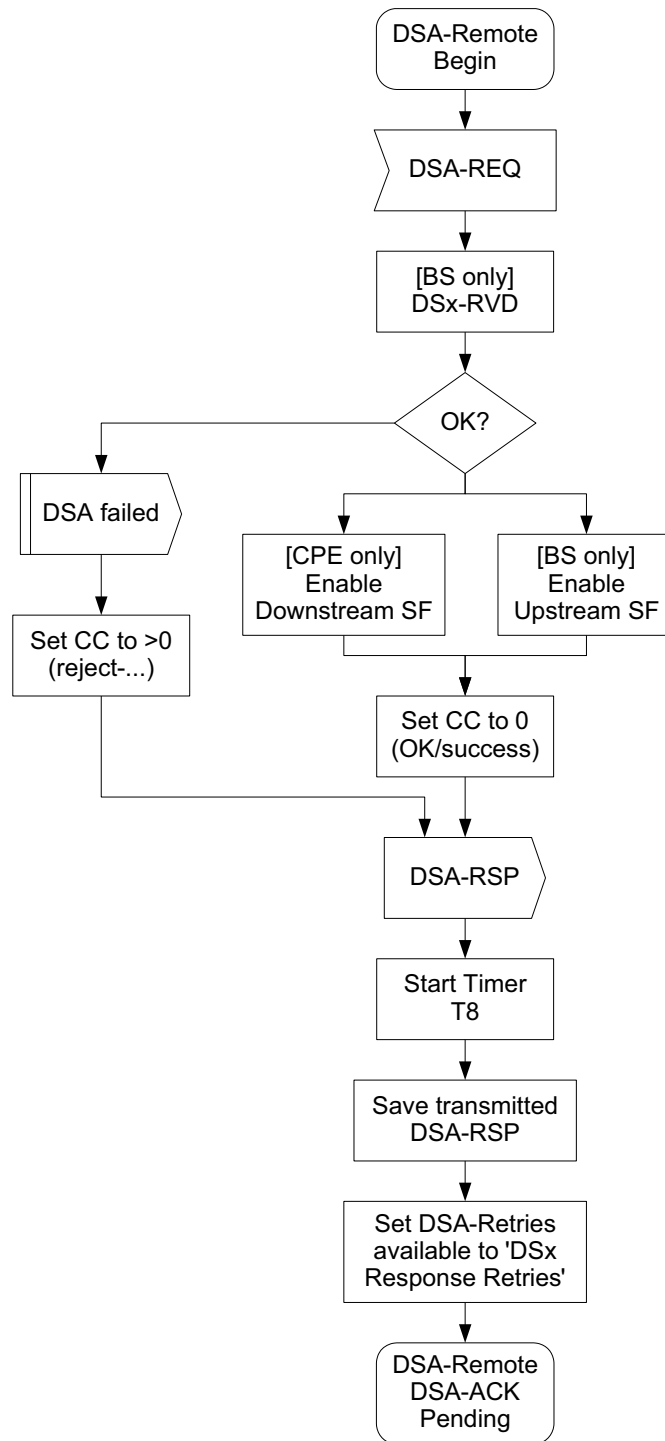 DSA-Remote
Begin
DSA-REQ
[BS only]
DSx-RVD
OK?
DSA failed
[CPE only]
Enable
Downstream SF
[BS only]
Enable
Upstream SF
Set CC to >0
(reject-...)
Set CC to 0
(OK/success)
DSA-RSP
Start Timer
T8
Save transmitted
DSA-RSP
Set DSA-Retries
available to 'DSx
Response Retries'
DSA-Remote
DSA-ACK
Pending